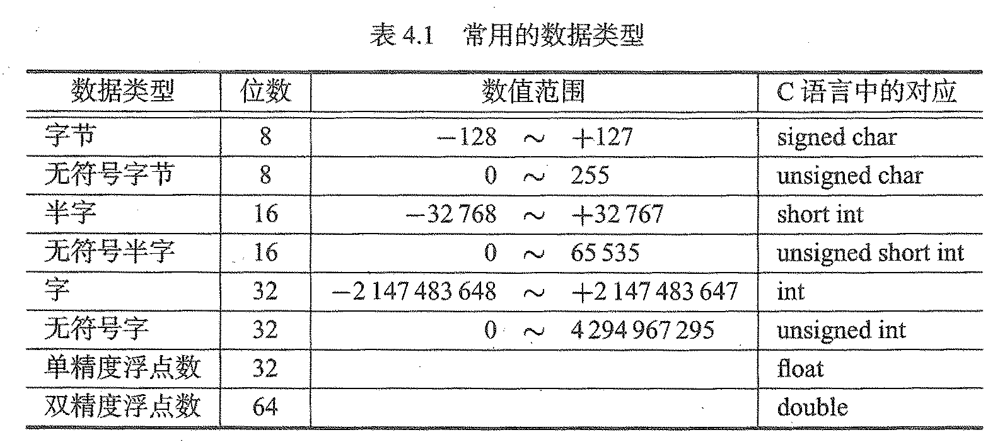 表 4.1 常用的数据类型
数据类型 位数 数值范围 C 语言中的对应
字节 8 −128 ～ +127 signed char
无符号字节 8 0 ～ 255 unsigned char
半字 16 −32 768 ～ +32 767 short int
无符号半字 16 0 ～ 65 535 unsigned short int
字 32 −2 147 483 648 ～ +2 147 483 647 int
无符号字 32 0 ～ 4 294 967 295 unsigned int
单精度浮点数 32 float
双精度浮点数 64 double